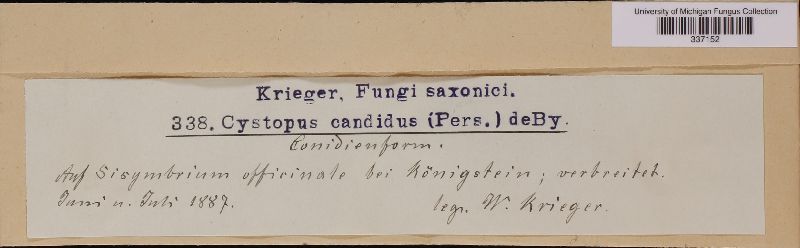 University of Michigan Fungus Collection
337152
Krieger, Fungi saxonici.
338. Cystopus candidus (Pers.) deBy.
Conidienform.
Auf Sisymbrium officinale bei Königstein; verbreitet.
Juni u. Juli 1887.
leg. W. Krieger.